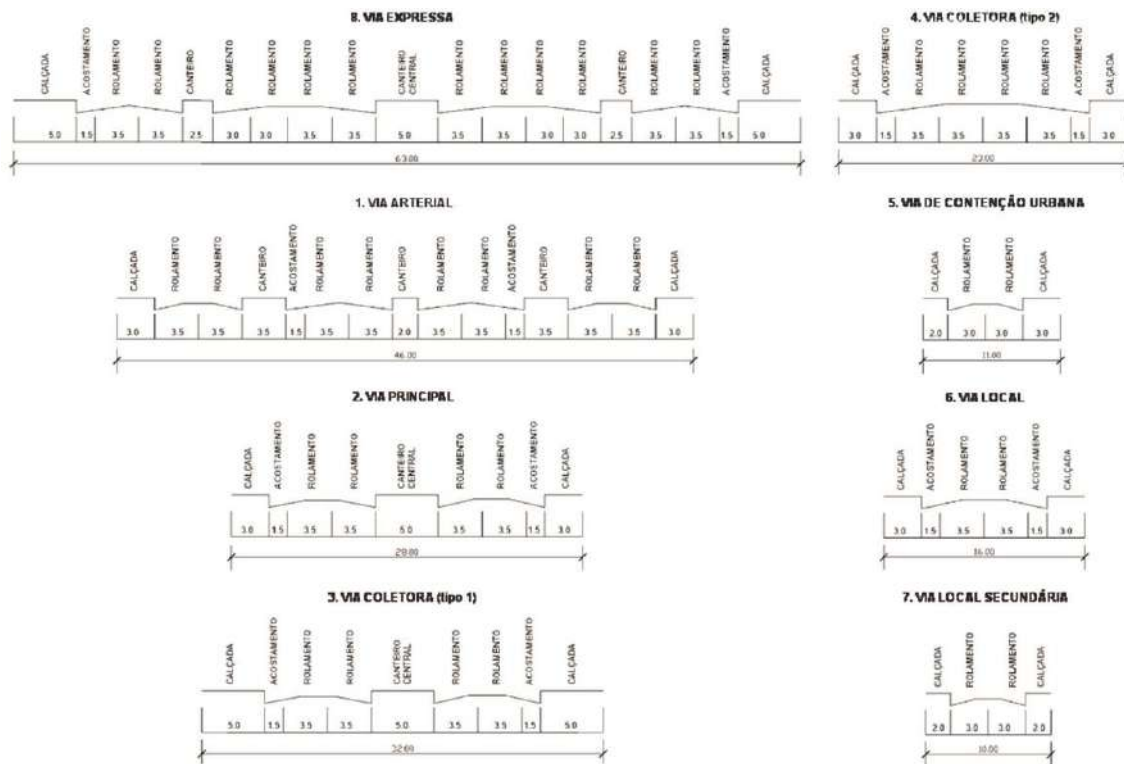 8. VIA EXPRESSA
CALÇADA ACOSTAMENTO ROLAMENTO ROLAMENTO CANTEIRO ROLAMENTO ROLAMENTO ROLAMENTO ROLAMENTO CANTEIRO CENTRAL ROLAMENTO ROLAMENTO ROLAMENTO ROLAMENTO CANTEIRO ROLAMENTO ROLAMENTO ACOSTAMENTO CALÇADA
5.0 1.5 3.5 3.5 2.5 3.0 3.0 3.5 3.5 5.0 3.5 3.5 3.0 3.0 2.5 3.5 3.5 1.5 5.0
63.00
4. VIA COLETORA (tipo 2)
CALÇADA ACOSTAMENTO ROLAMENTO ROLAMENTO ROLAMENTO ROLAMENTO ACOSTAMENTO CALÇADA
3.0 1.5 3.5 3.5 3.5 3.5 1.5 3.0
23.00
1. VIA ARTERIAL
CALÇADA ROLAMENTO ROLAMENTO CANTEIRO ACOSTAMENTO ROLAMENTO ROLAMENTO CANTEIRO ROLAMENTO ROLAMENTO ACOSTAMENTO CANTEIRO ROLAMENTO ROLAMENTO CALÇADA
3.0 3.5 3.5 3.5 1.5 3.5 3.5 2.0 3.5 3.5 1.5 3.5 3.5 3.5 3.0
46.00
5. VIA DE CONTENÇÃO URBANA
CALÇADA ROLAMENTO ROLAMENTO CALÇADA
2.0 3.0 3.0 3.0
11.00
2. VIA PRINCIPAL
CALÇADA ACOSTAMENTO ROLAMENTO ROLAMENTO CANTEIRO CENTRAL ROLAMENTO ROLAMENTO ACOSTAMENTO CALÇADA
3.0 1.5 3.5 3.5 5.0 3.5 3.5 1.5 3.0
28.00
6. VIA LOCAL
CALÇADA ACOSTAMENTO ROLAMENTO ROLAMENTO ACOSTAMENTO CALÇADA
3.0 1.5 3.5 3.5 1.5 3.0
16.00
3. VIA COLETORA (tipo 1)
CALÇADA ACOSTAMENTO ROLAMENTO ROLAMENTO CANTEIRO CENTRAL ROLAMENTO ROLAMENTO ACOSTAMENTO CALÇADA
5.0 1.5 3.5 3.5 5.0 3.5 3.5 1.5 5.0
32.00
7. VIA LOCAL SECUNDÁRIA
CALÇADA ROLAMENTO ROLAMENTO CALÇADA
2.0 3.0 3.0 2.0
10.00